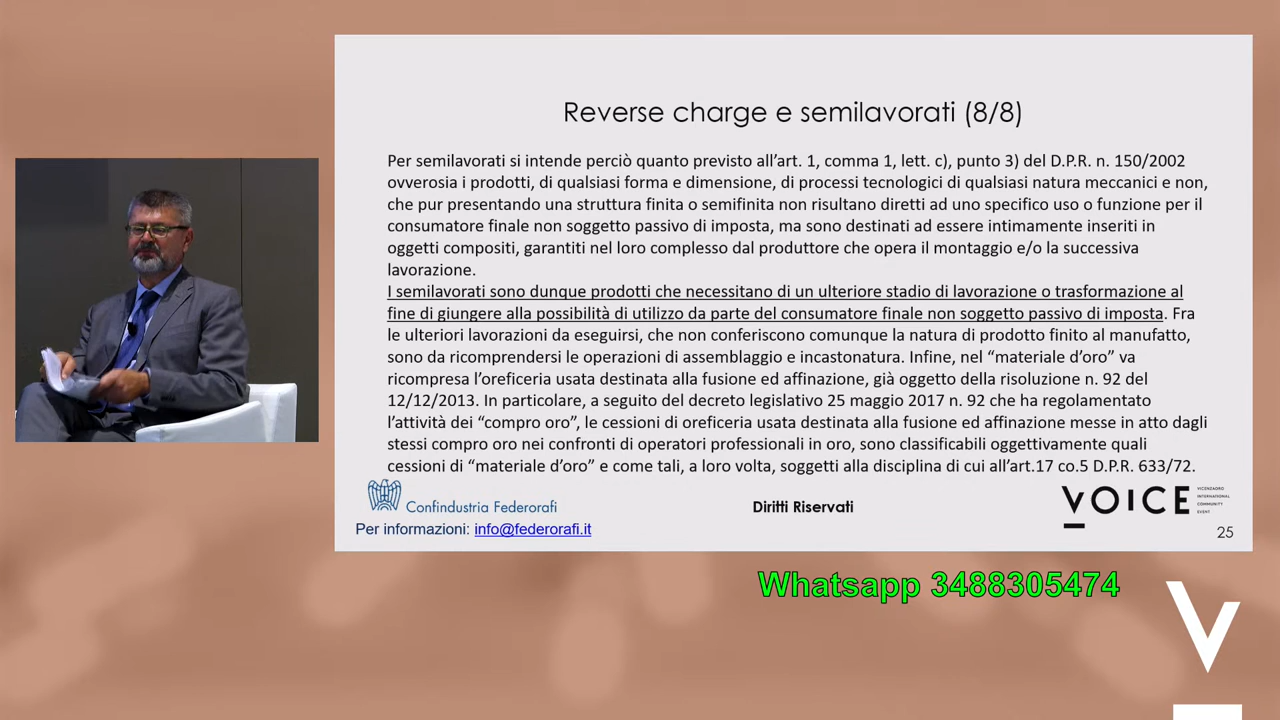 Reverse charge e semilavorati (8/8)
Per semilavorati si intende perciò quanto previsto all’art. 1, comma 1, lett. c), punto 3) del D.P.R. n. 150/2002
ovverosia i prodotti, di qualsiasi forma e dimensione, di processi tecnologici di qualsiasi natura meccanici e non,
che pur presentando una struttura finita o semifinita non risultano diretti ad uno specifico uso o funzione per il
consumatore finale non soggetto passivo di imposta, ma sono destinati ad essere intimamente inseriti in
oggetti compositi, garantiti nel loro complesso dal produttore che opera il montaggio e/o la successiva
lavorazione.
I semilavorati sono dunque prodotti che necessitano di un ulteriore stadio di lavorazione o trasformazione al
fine di giungere alla possibilità di utilizzo da parte del consumatore finale non soggetto passivo di imposta. Fra
le ulteriori lavorazioni da eseguirsi, che non conferiscono comunque la natura di prodotto finito al manufatto,
sono da ricomprendersi le operazioni di assemblaggio e incastonatura. Infine, nel “materiale d’oro” va
ricompresa l’oreficeria usata destinata alla fusione ed affinazione, già oggetto della risoluzione n. 92 del
12/12/2013. In particolare, a seguito del decreto legislativo 25 maggio 2017 n. 92 che ha regolamentato
l’attività dei “compro oro”, le cessioni di oreficeria usata destinata alla fusione ed affinazione messe in atto dagli
stessi compro oro nei confronti di operatori professionali in oro, sono classificabili oggettivamente quali
cessioni di “materiale d’oro” e come tali, a loro volta, soggetti alla disciplina di cui all’art.17 co.5 D.P.R. 633/72.
Confindustria Federorafi
Per informazioni: info@federorafi.it
Diritti Riservati
VOICE
VICENZAORO
INTERNATIONAL
COMMUNITY
EVENT
25
Whatsapp 3488305474
V